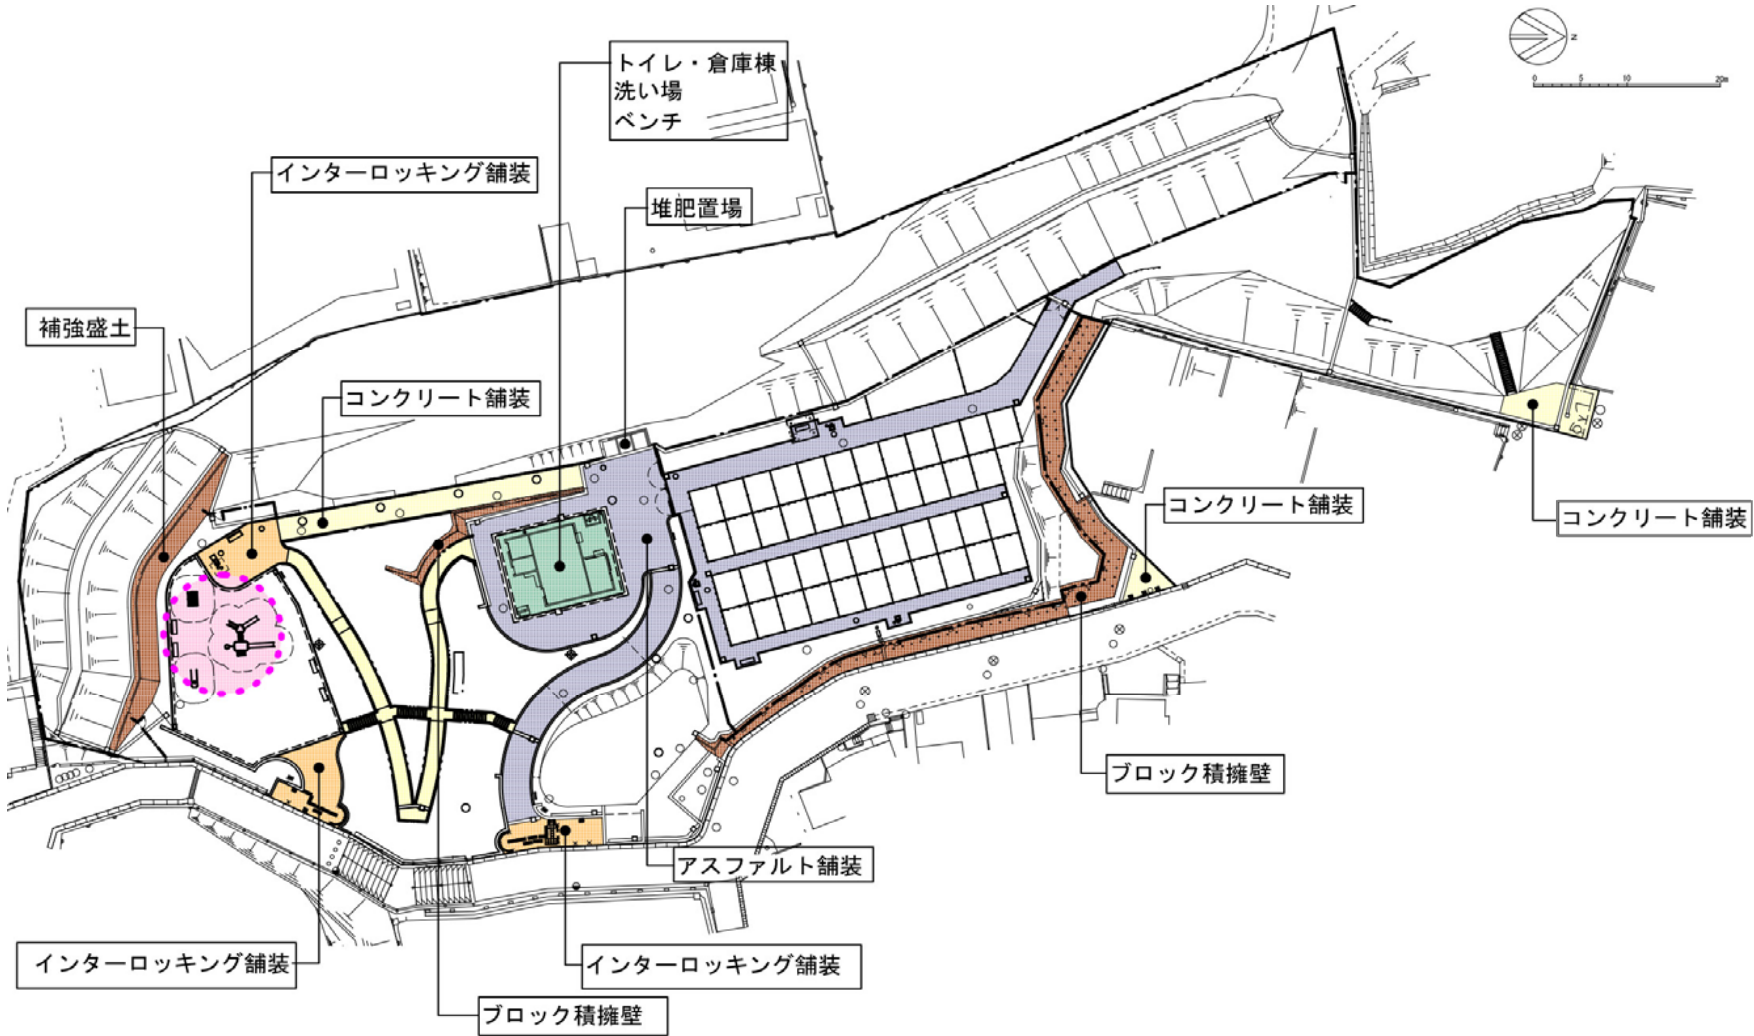 トイレ・倉庫棟
洗い場
ベンチ
N
0 5 10 20m
インターロッキング舗装
堆肥置場
補強盛土
コンクリート舗装
コンクリート舗装
コンクリート舗装
ブロック積擁壁
アスファルト舗装
インターロッキング舗装
インターロッキング舗装
ブロック積擁壁